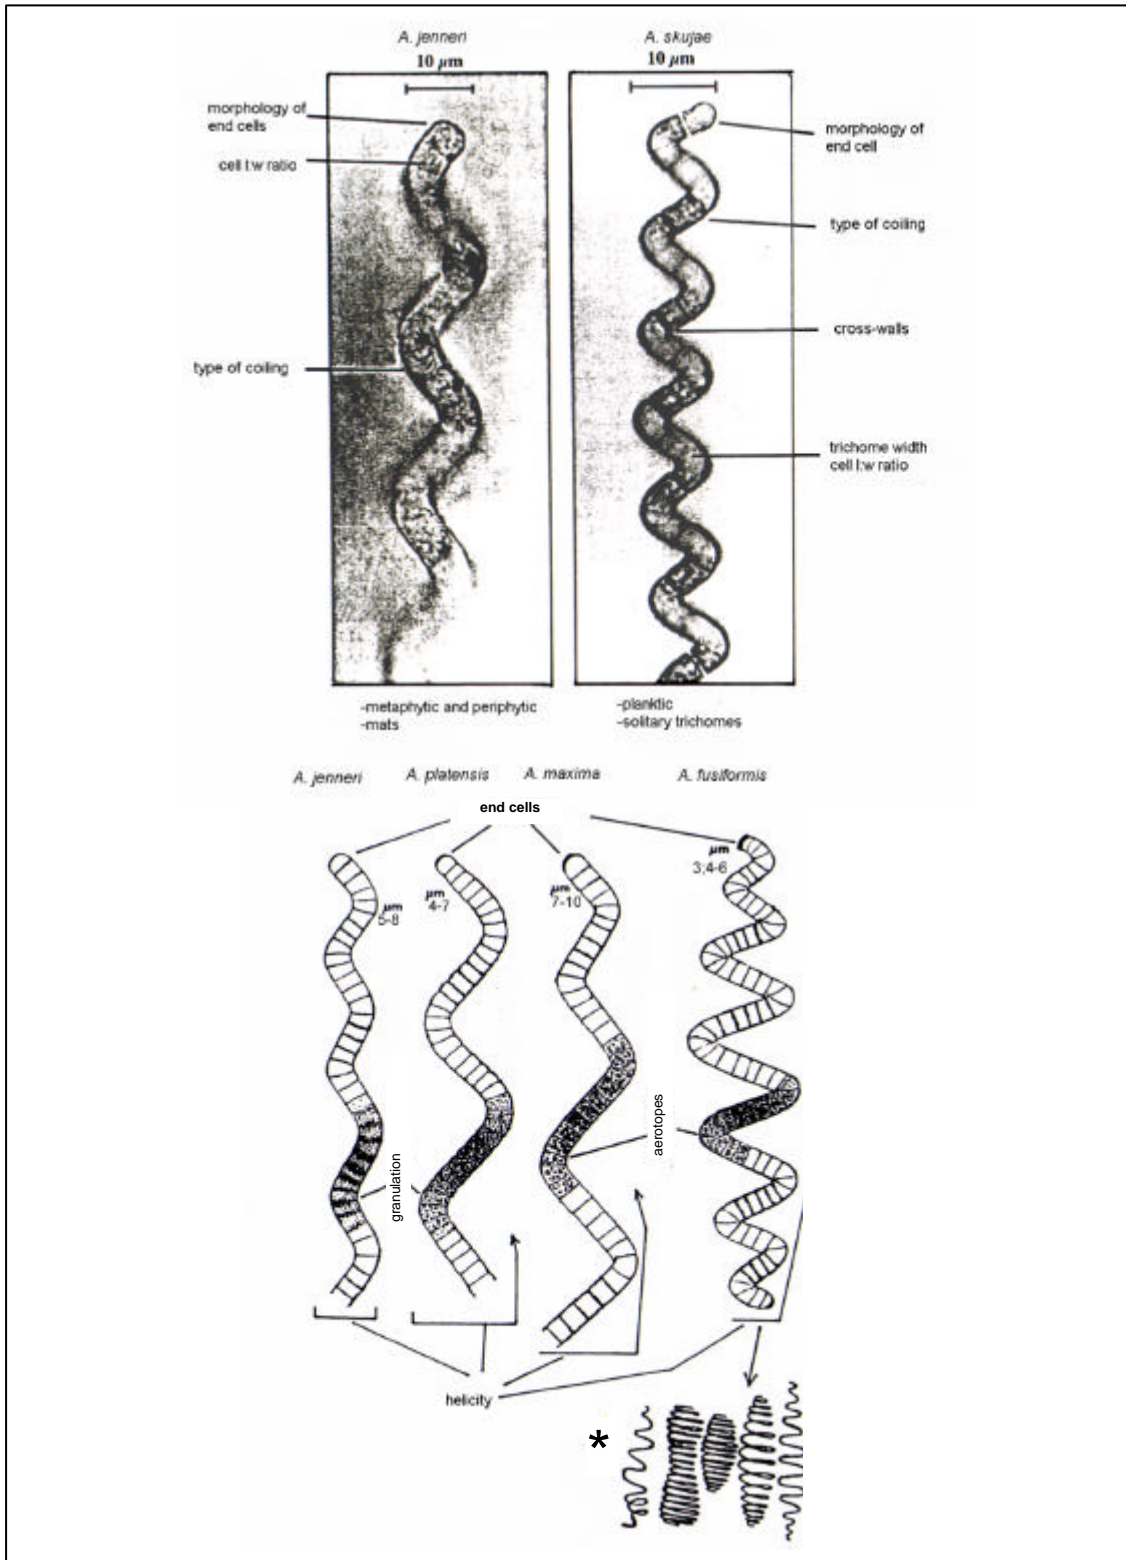 A. jenneri
10 µm
A. skujae
10 µm
morphology of
end cells
cell l:w ratio
type of coiling
morphology of
end cell
type of coiling
cross-walls
trichome width
cell l:w ratio
-metaphytic and periphytic
-mats
-planktic
-solitary trichomes
A. jenneri
A. platensis
A. maxima
A. fusiformis
end cells
µm
5-8
µm
4-7
µm
7-10
µm
3;4-6
granulation
aerotopes
helicity
*